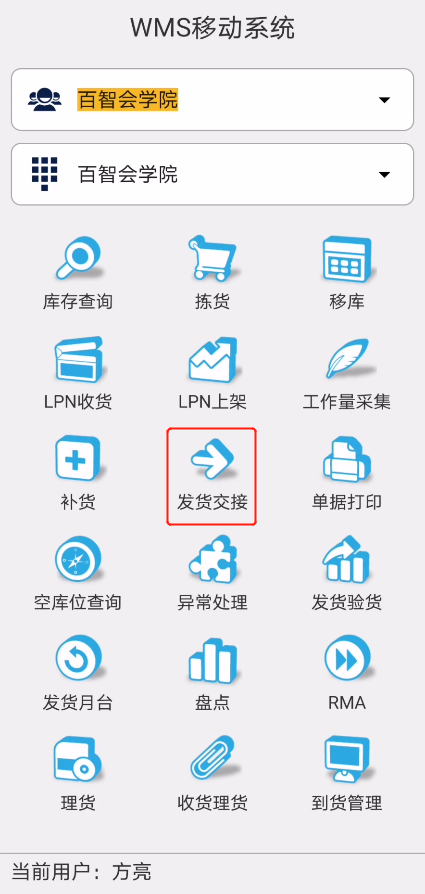 WMS移动系统
百智会学院
百智会学院
库存查询
拣货
移库
LPN收货
LPN上架
工作量采集
补货
发货交接
单据打印
空库位查询
异常处理
发货验货
发货月台
盘点
RMA
理货
收货理货
到货管理
当前用户：方亮